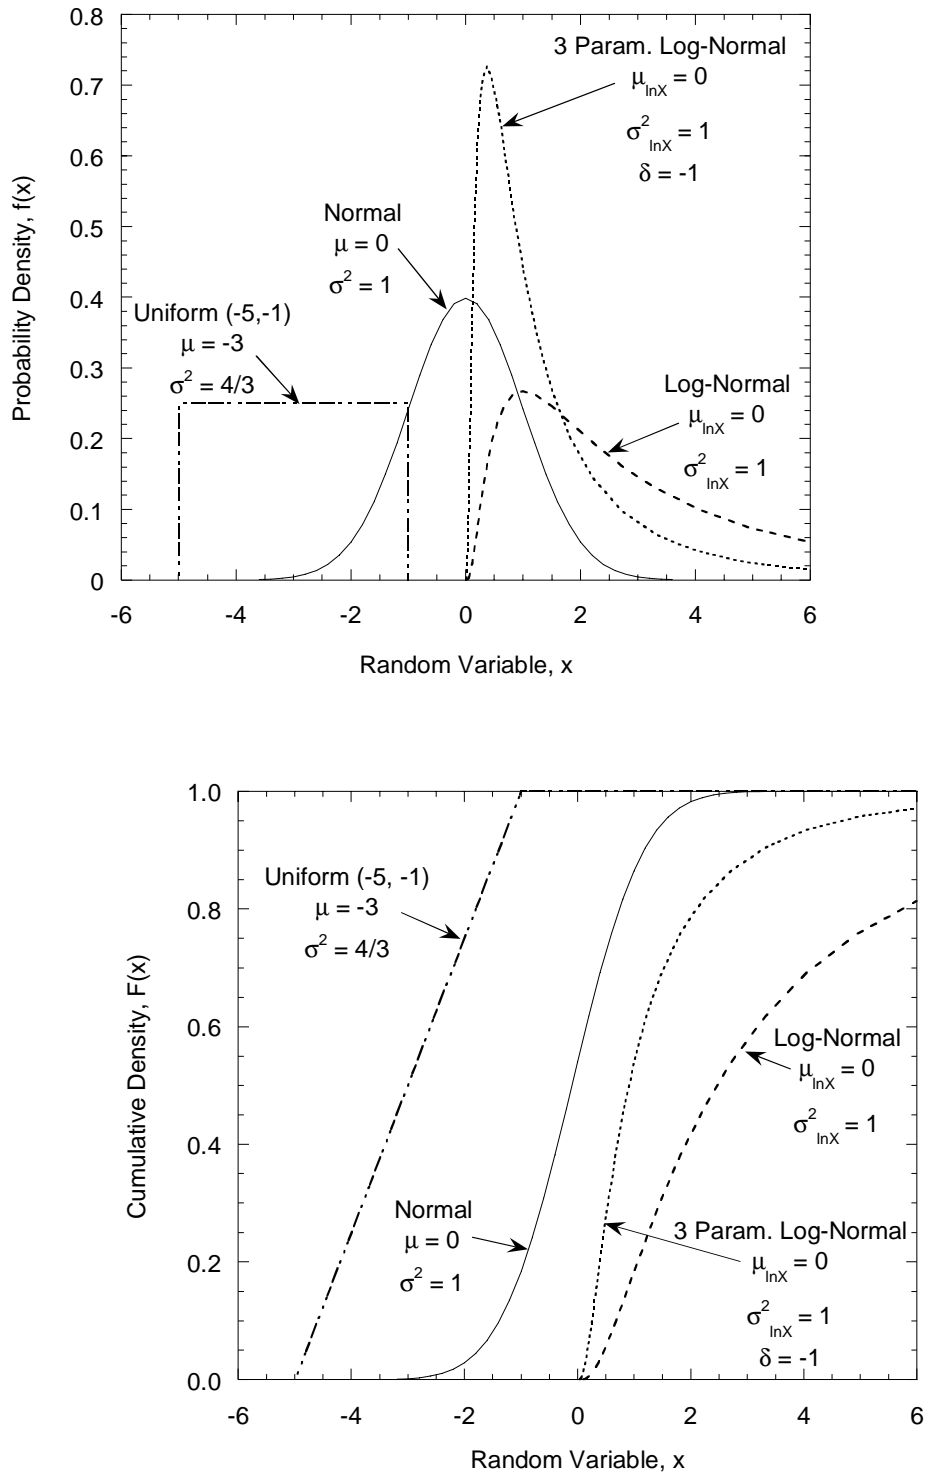 0.8
0.7
0.6
0.5
0.4
0.3
0.2
0.1
0
Probability Density, f(x)
3 Param. Log-Normal
μlnX = 0
σ²lnX = 1
δ = -1
Normal
μ = 0
σ² = 1
Uniform (-5,-1)
μ = -3
σ² = 4/3
Log-Normal
μlnX = 0
σ²lnX = 1
-6 -4 -2 0 2 4 6
Random Variable, x
1.0
0.8
0.6
0.4
0.2
0.0
Cumulative Density, F(x)
Uniform (-5, -1)
μ = -3
σ² = 4/3
Log-Normal
μlnX = 0
σ²lnX = 1
Normal
μ = 0
σ² = 1
3 Param. Log-Normal
μlnX = 0
σ²lnX = 1
δ = -1
-6 -4 -2 0 2 4 6
Random Variable, x